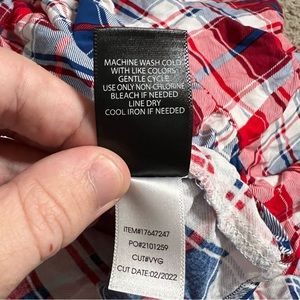 MACHINE WASH COLD
WITH LIKE COLORS
GENTLE CYCLE
USE ONLY NON-CHLORINE
BLEACH IF NEEDED
LINE DRY
COOL IRON IF NEEDED
ITEM#17647247
PO#2101259
CUT#VYG
CUT DATE:02/2022